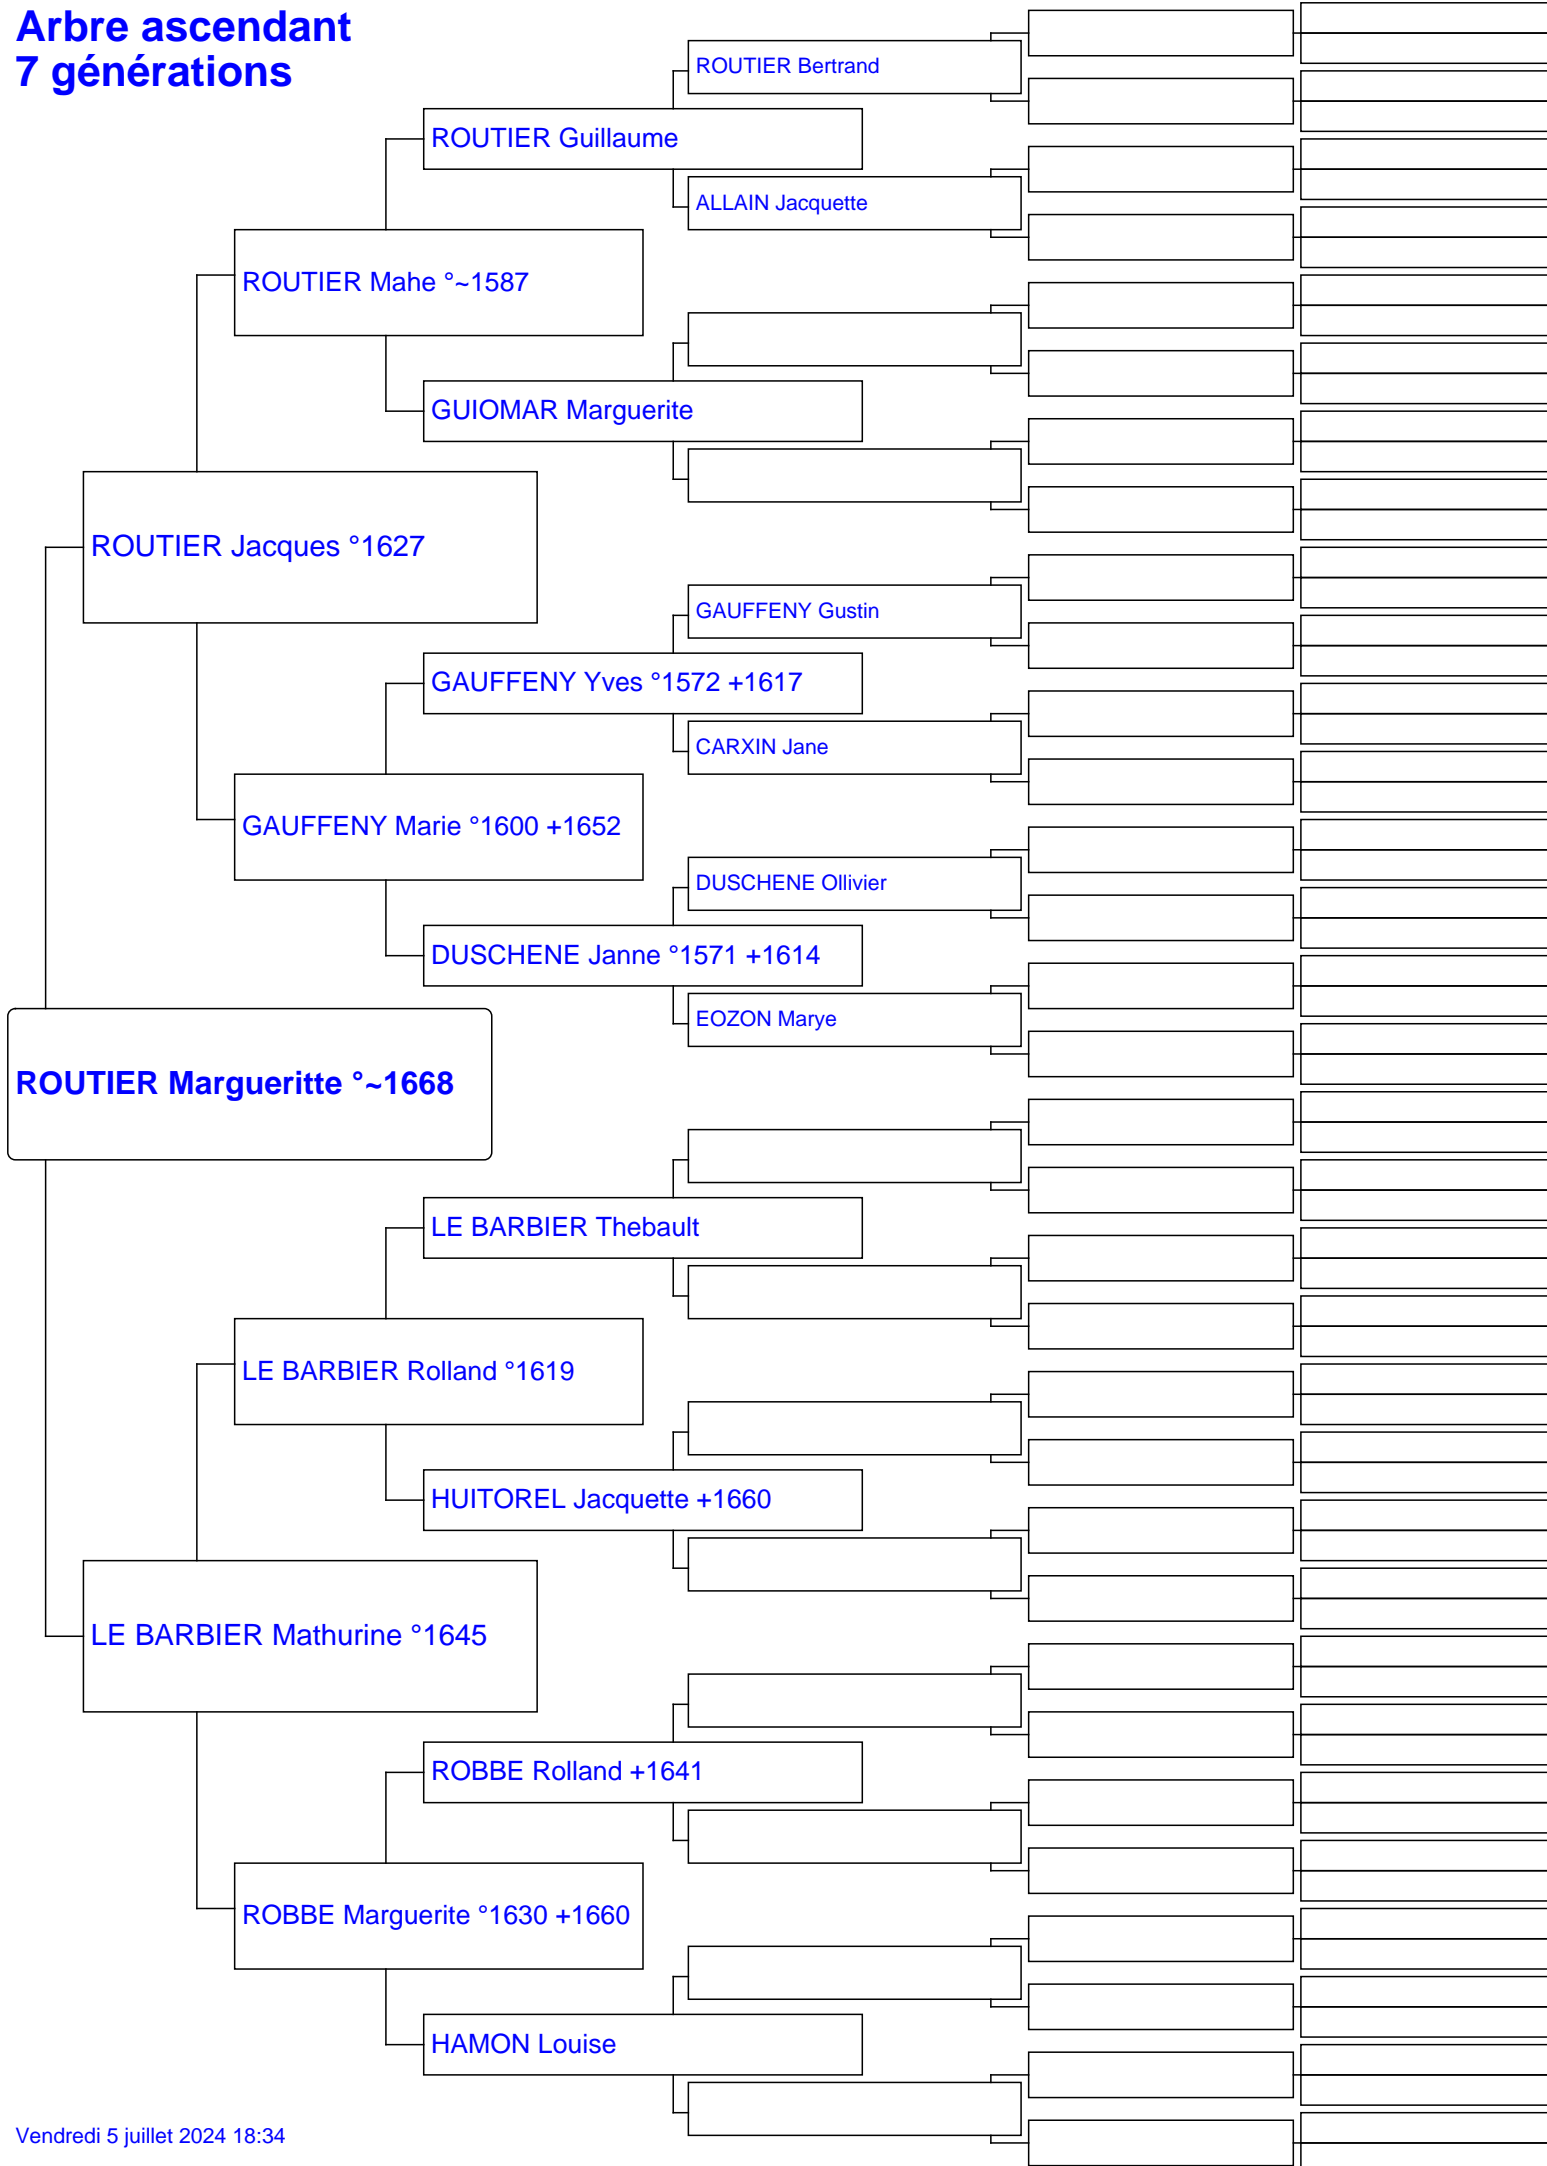 Arbre ascendant
7 générations
ROUTIER Bertrand
ROUTIER Guillaume
ALLAIN Jacquette
ROUTIER Mahe °~1587
GUIOMAR Marguerite
ROUTIER Jacques °1627
GAUFFENY Gustin
GAUFFENY Yves °1572 +1617
CARXIN Jane
GAUFFENY Marie °1600 +1652
DUSCHENE Ollivier
DUSCHENE Janne °1571 +1614
EOZON Marye
ROUTIER Margueritte °~1668
LE BARBIER Thebault
LE BARBIER Rolland °1619
HUITOREL Jacquette +1660
LE BARBIER Mathurine °1645
ROBBE Rolland +1641
ROBBE Marguerite °1630 +1660
HAMON Louise
Vendredi 5 juillet 2024 18:34